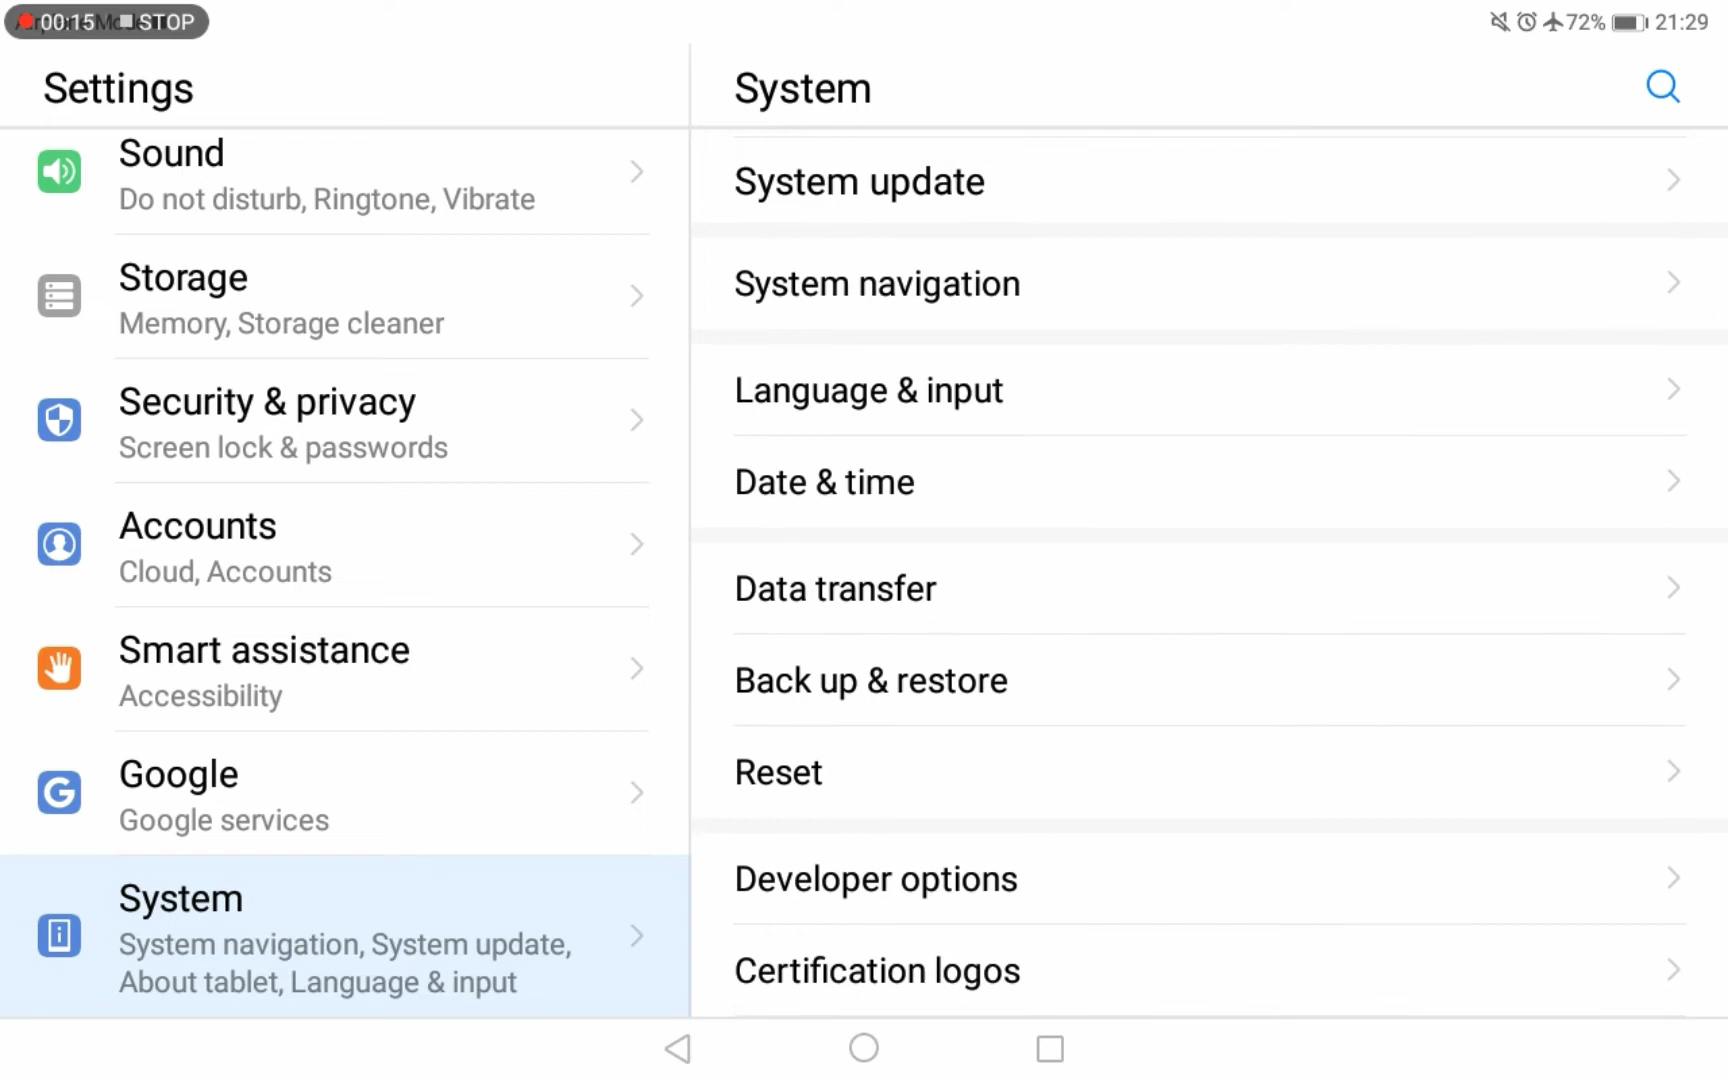 00:15 STOP
72% 21:29
Settings
Sound
Do not disturb, Ringtone, Vibrate
Storage
Memory, Storage cleaner
Security & privacy
Screen lock & passwords
Accounts
Cloud, Accounts
Smart assistance
Accessibility
Google
Google services
System
System navigation, System update,
About tablet, Language & input
System
System update
System navigation
Language & input
Date & time
Data transfer
Back up & restore
Reset
Developer options
Certification logos